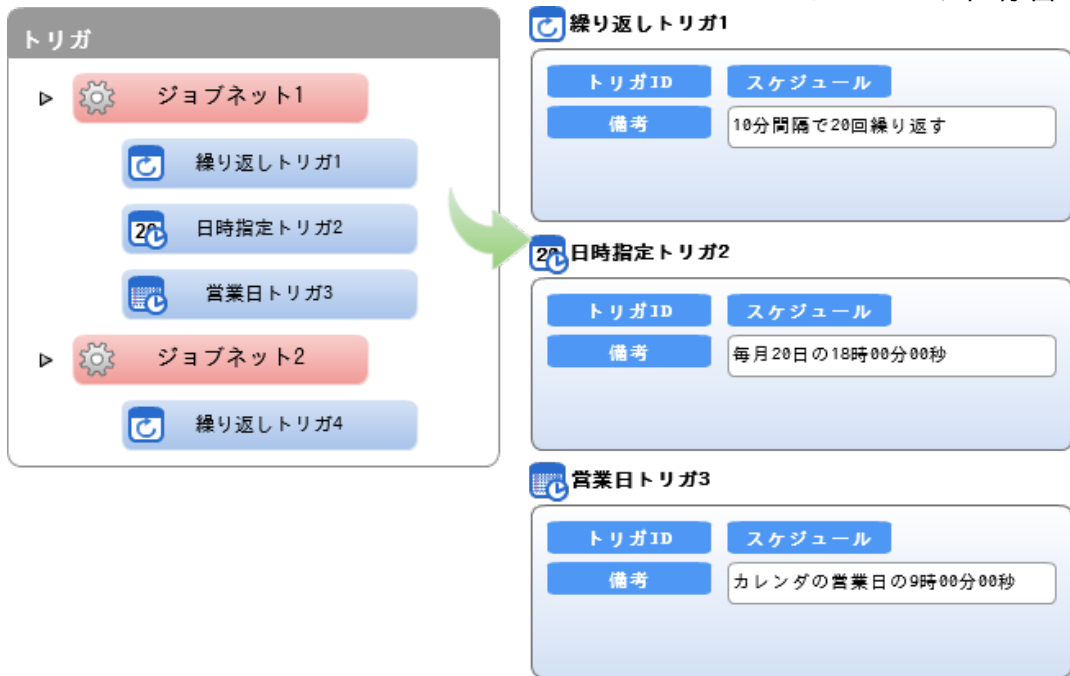 トリガ
ジョブネット1
繰り返しトリガ1
日時指定トリガ2
営業日トリガ3
ジョブネット2
繰り返しトリガ4
繰り返しトリガ1
トリガID
スケジュール
備考
10分間隔で20回繰り返す
日時指定トリガ2
トリガID
スケジュール
備考
毎月20日の18時00分00秒
営業日トリガ3
トリガID
スケジュール
備考
カレンダの営業日の9時00分00秒